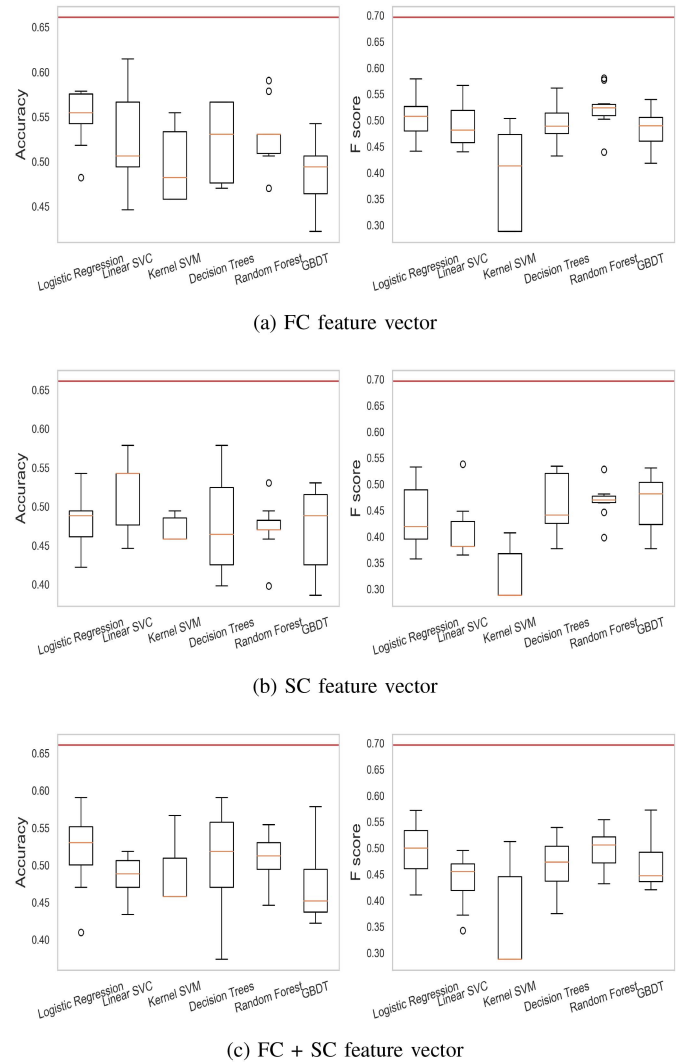 Accuracy
0.65
0.60
0.55
0.50
0.45
Logistic Regression
Linear SVC
Kernel SVM
Decision Trees
Random Forest
GBDT
F score
0.70
0.65
0.60
0.55
0.50
0.45
0.40
0.35
0.30
Logistic Regression
Linear SVC
Kernel SVM
Decision Trees
Random Forest
GBDT
(a) FC feature vector
Accuracy
0.65
0.60
0.55
0.50
0.45
0.40
Logistic Regression
Linear SVC
Kernel SVM
Decision Trees
Random Forest
GBDT
F score
0.70
0.65
0.60
0.55
0.50
0.45
0.40
0.35
0.30
Logistic Regression
Linear SVC
Kernel SVM
Decision Trees
Random Forest
GBDT
(b) SC feature vector
Accuracy
0.65
0.60
0.55
0.50
0.45
0.40
Logistic Regression
Linear SVC
Kernel SVM
Decision Trees
Random Forest
GBDT
F score
0.70
0.65
0.60
0.55
0.50
0.45
0.40
0.35
0.30
Logistic Regression
Linear SVC
Kernel SVM
Decision Trees
Random Forest
GBDT
(c) FC + SC feature vector